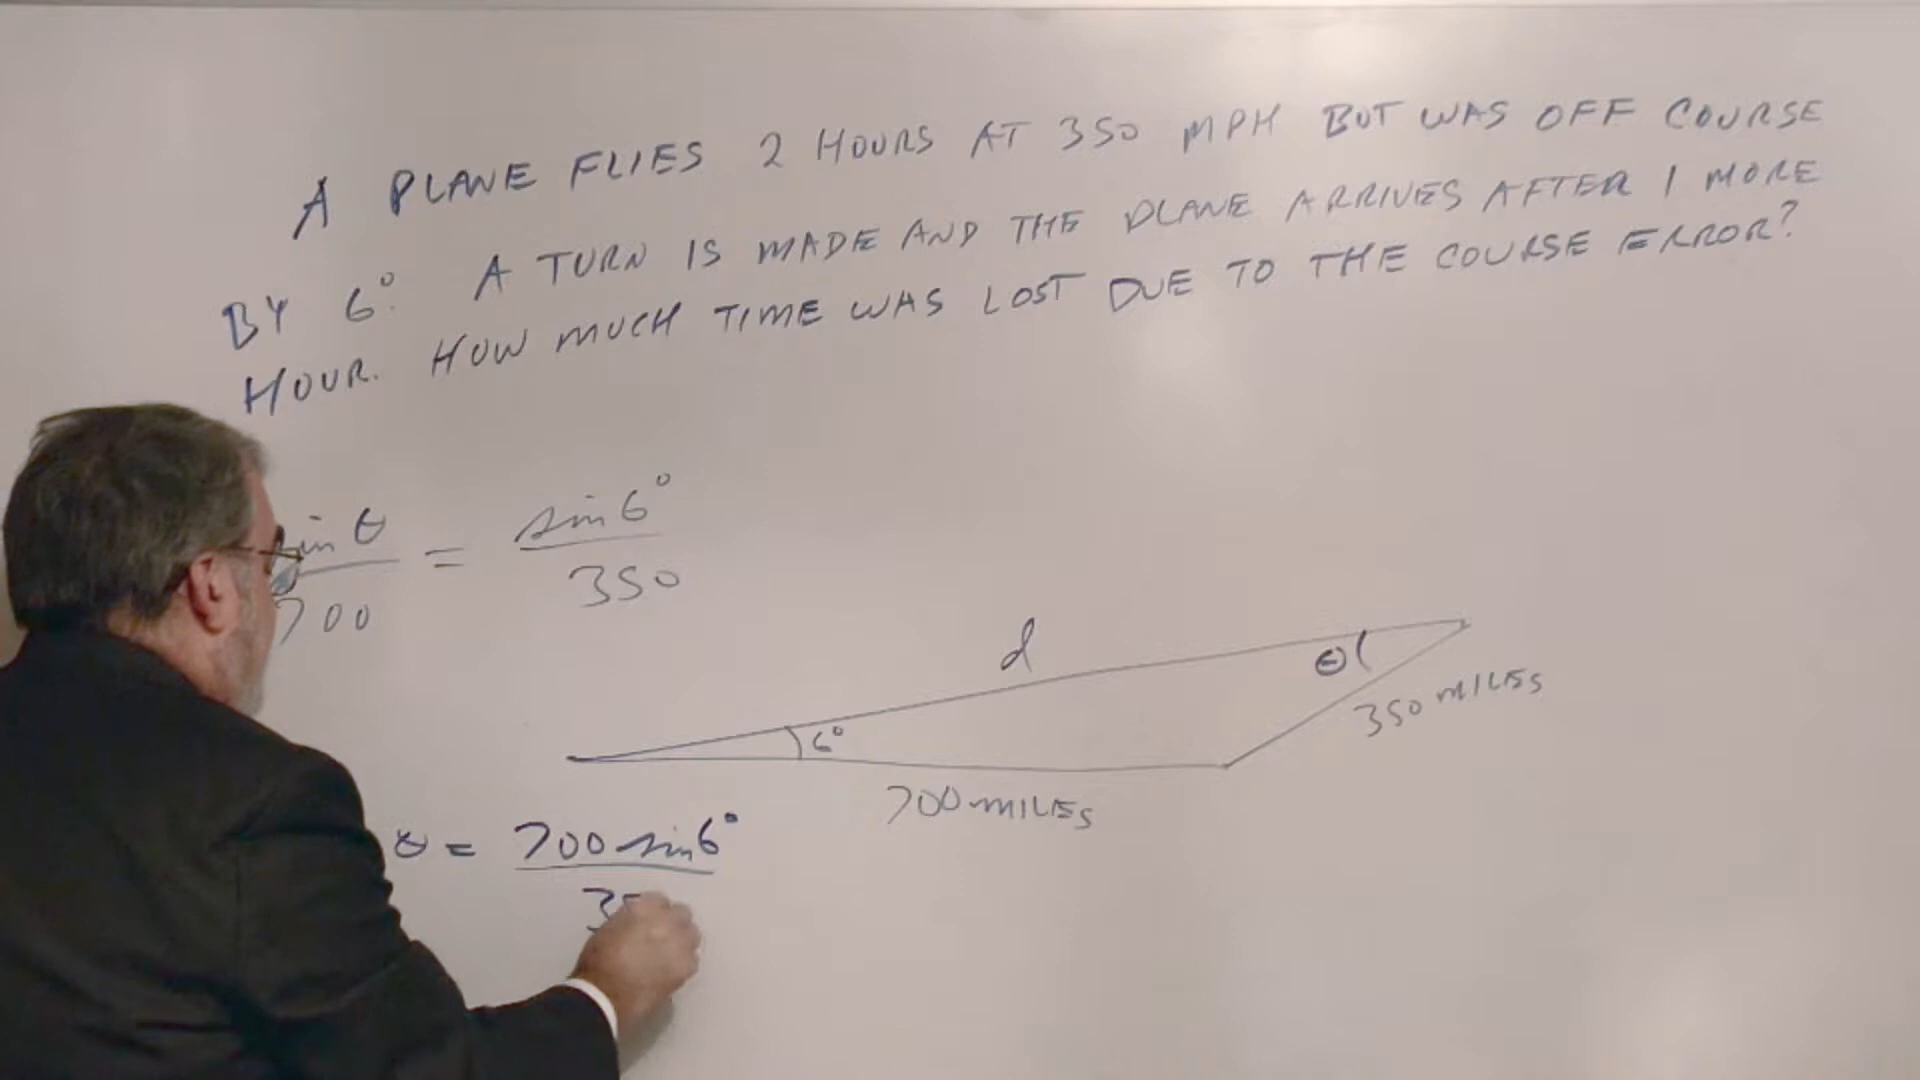 A PLANE FLIES 2 HOURS AT 350 MPH BUT WAS OFF COURSE
BY 6°. A TURN IS MADE AND THE PLANE ARRIVES AFTER 1 MORE
HOUR. HOW MUCH TIME WAS LOST DUE TO THE COURSE ERROR?
sin θ = sin 6°
700 350
d
θ
350 MILES
6°
700 MILES
θ = 700 sin 6°